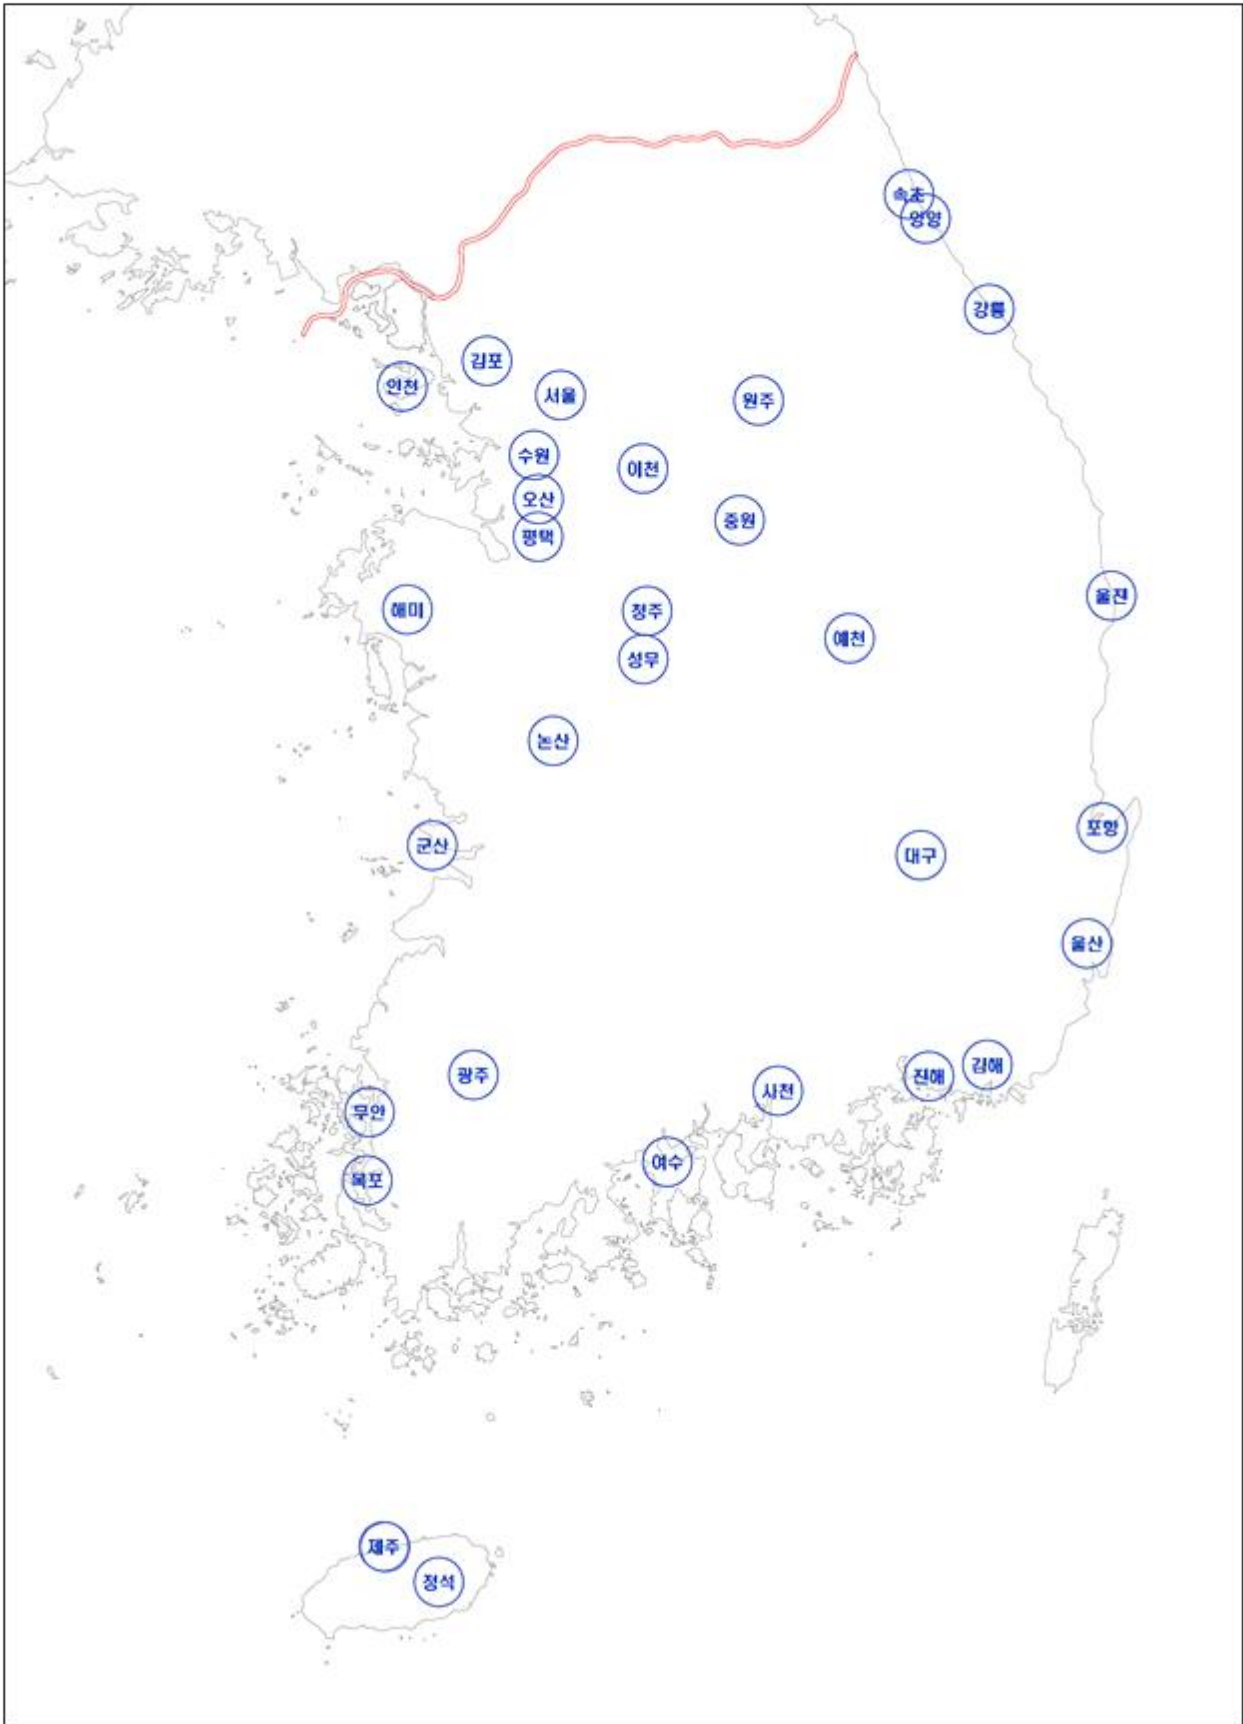 속초
양양
강릉
김포
인천
서울
원주
수원
이천
오산
중원
평택
울진
해미
청주
예천
성무
논산
포항
군산
대구
울산
김해
광주
진해
사천
무안
여수
목포
제주
정석